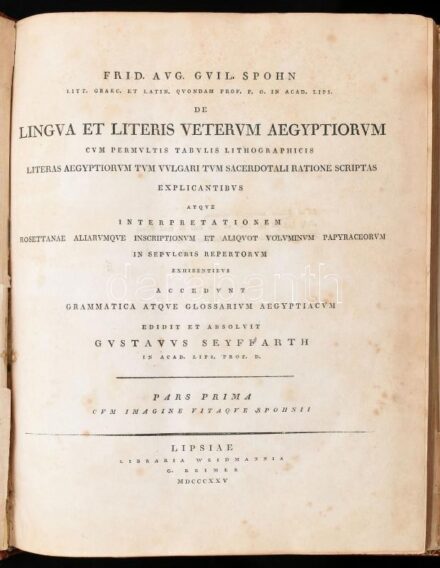 FRID. AVG. GVIL. SPOHN
LITT. GRAEC. ET LATIN. QVONDAM PROF. P. O. IN ACAD. LIPS.
DE
LINGVA ET LITERIS VETERVM AEGYPTIORVM
CVM PERMVLTIS TABVLIS LITHOGRAPHICIS
LITERAS AEGYPTIORVM TVM VVLGARI TVM SACERDOTALI RATIONE SCRIPTAS
EXPLICANTIBVS
ATQVE
INTERPRETATIONEM
ROSETTANAE ALIARVMQVE INSCRIPTIONVM ET ALIQVOT VOLVMINVM PAPYRACEORVM
IN SEPVLCRIS REPERTORVM
EXHIBENTIBVS
ACCEDVNT
GRAMMATICA ATQVE GLOSSARIVM AEGYPTIACVM
EDIDIT ET ABSOLVIT
GVSTAVVS SEYFFARTH
IN ACAD. LIPS. PROF. D.
PARS PRIMA
CVM IMAGINE VITAQVE SPOHNII
LIPSIAE
LIBRARIA WEIDMANNIA
G. REIMER
MDCCCXXV